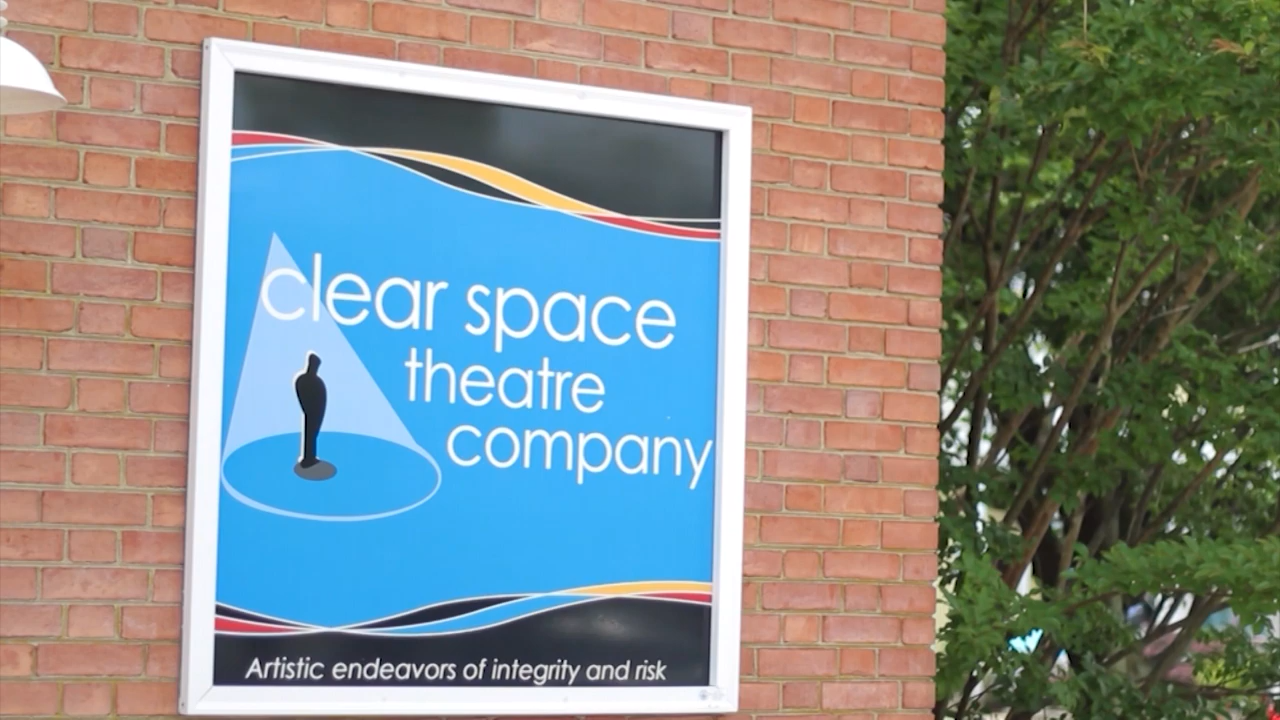 clear space
theatre
company
Artistic endeavors of integrity and risk